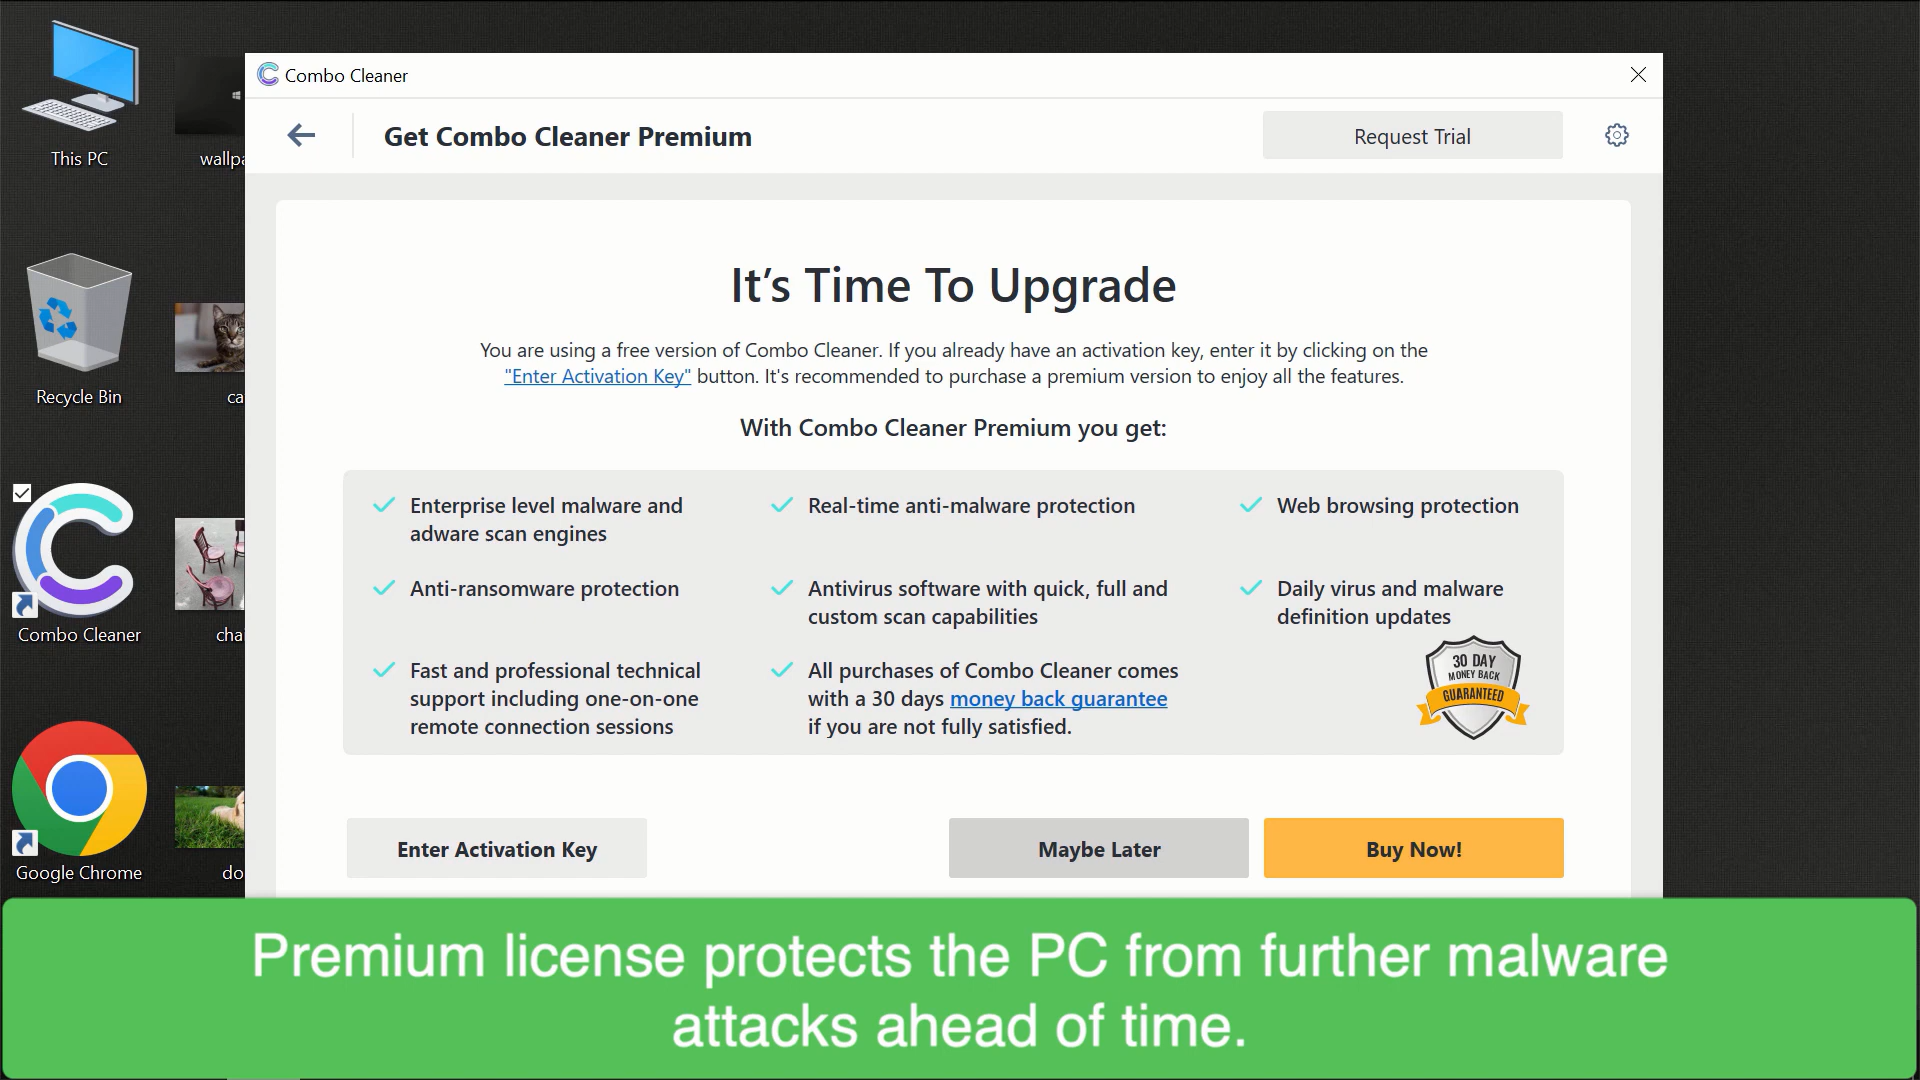 Combo Cleaner
Get Combo Cleaner Premium
Request Trial
This PC
wallpa
It’s Time To Upgrade
You are using a free version of Combo Cleaner. If you already have an activation key, enter it by clicking on the
"Enter Activation Key" button. It's recommended to purchase a premium version to enjoy all the features.
Recycle Bin
ca
With Combo Cleaner Premium you get:
Enterprise level malware and
adware scan engines
Real-time anti-malware protection
Web browsing protection
Anti-ransomware protection
Antivirus software with quick, full and
custom scan capabilities
Daily virus and malware
definition updates
Combo Cleaner
cha
Fast and professional technical
support including one-on-one
remote connection sessions
All purchases of Combo Cleaner comes
with a 30 days money back guarantee
if you are not fully satisfied.
30 DAY
MONEY BACK
GUARANTEED
Google Chrome
do
Enter Activation Key
Maybe Later
Buy Now!
Premium license protects the PC from further malware
attacks ahead of time.